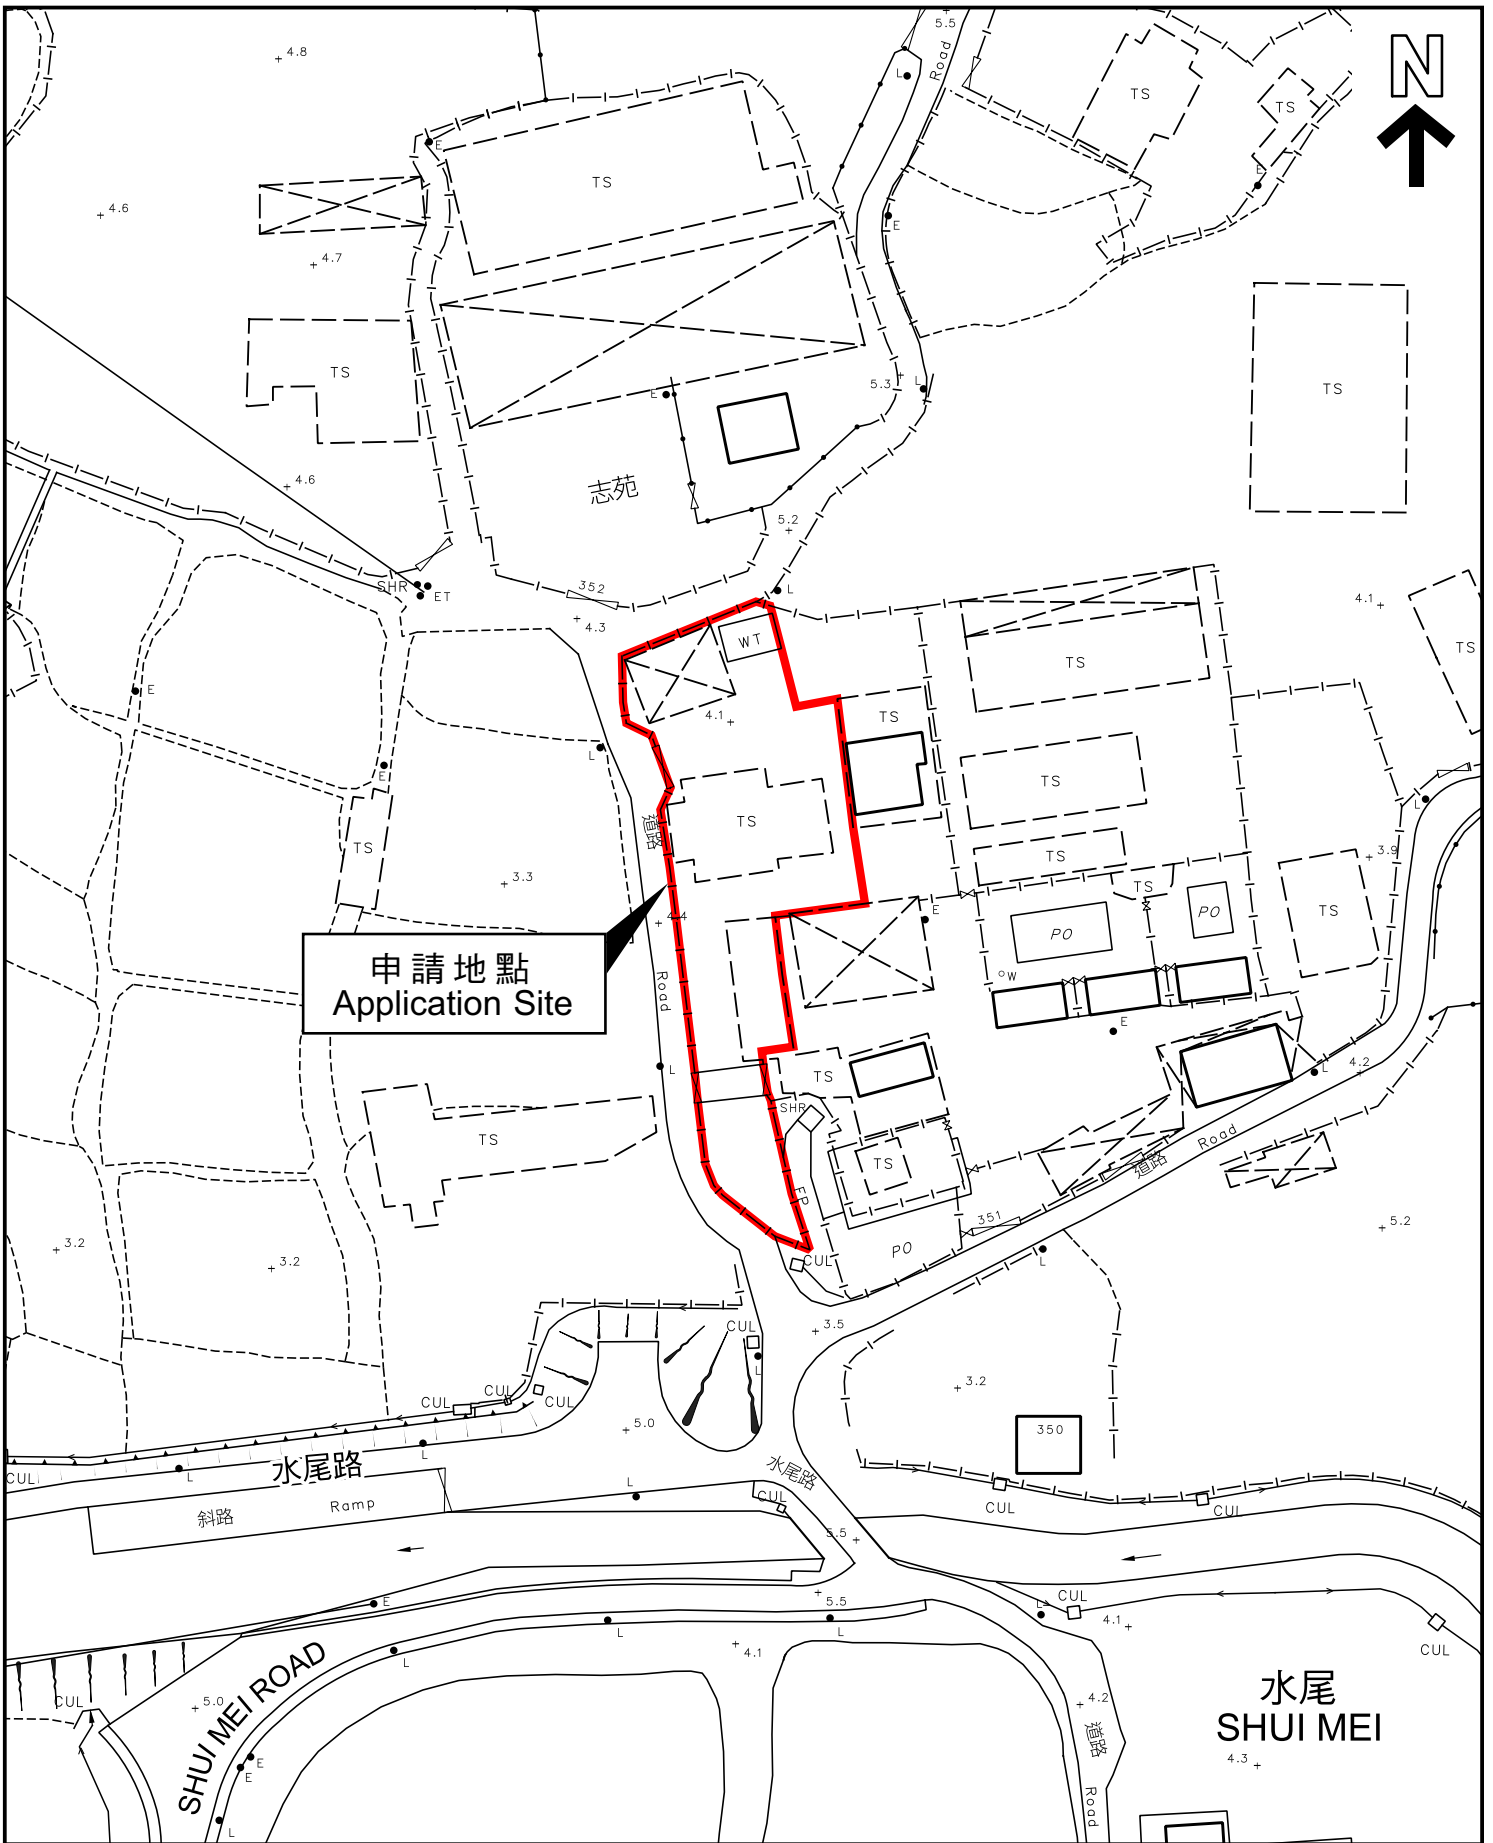 5.5
N
4.8
L
Road
TS
TS
E
TS
E
4.6
E
4.7
TS
TS
5.3
L
E
4.6
志苑
5.2
SHR
ET
352
L
4.3
4.1
TS
WT
TS
E
4.1
TS
L
E
TS
L
道路
TS
TS
TS
3.9
3.3
TS
TS
4.4
E
PO
PO
TS
申請地點
Application Site
W
Road
E
L
TS
L
4.2
SHR
TS
TS
道路 Road
FP
351
5.2
3.2
3.2
PO
CUL
L
CUL
3.5
L
3.2
CUL
CUL
CUL
5.0
350
L
水尾路
水尾路
CUL
L
L
CUL
CUL
CUL
斜路
Ramp
5.5
E
5.5
CUL
L
4.1
L
L
L
4.1
CUL
SHUI MEI ROAD
CUL
5.0
4.2
水尾
SHUI MEI
道路
Road
4.3
E
E
L